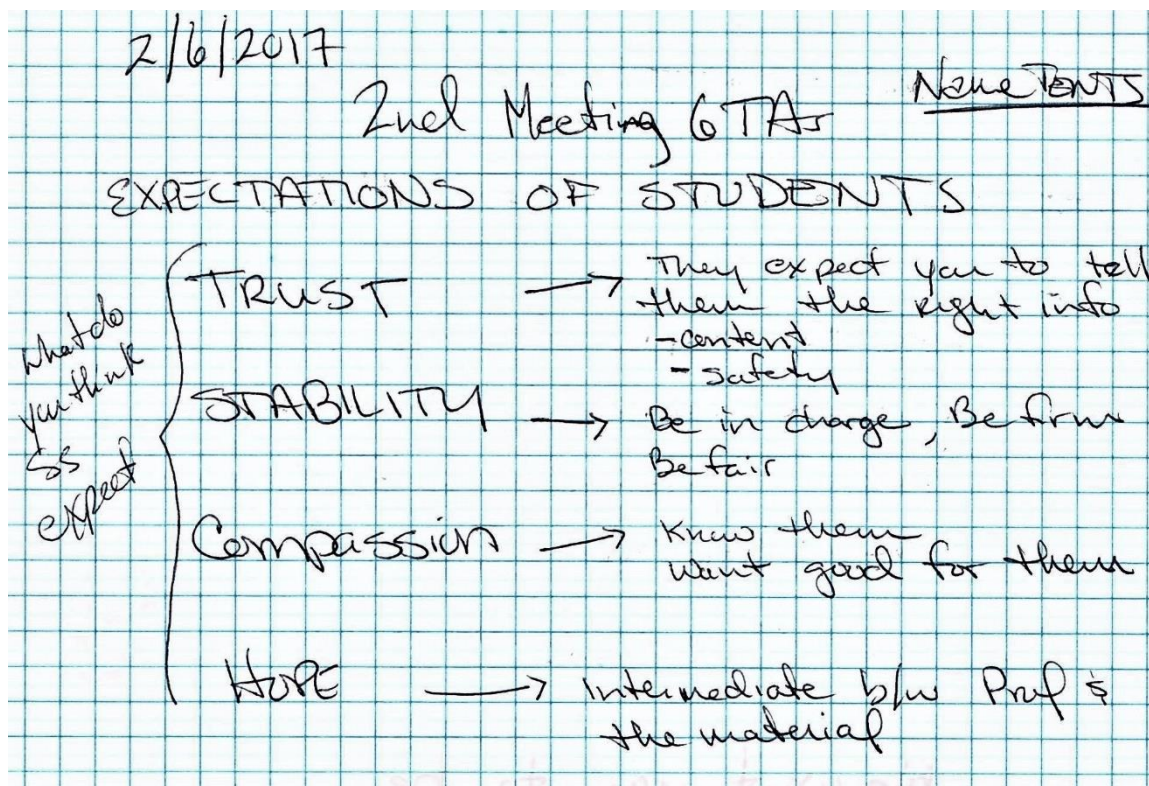 2/6/2017
Name TENTS
2nd Meeting GTAs
EXPECTATIONS OF STUDENTS
What do
you think
SS
expect
TRUST → They expect you to tell
them the right info
- content
- safety
STABILITY → Be in charge, Be firm
Be fair
Compassion → Know them
want good for them
HOPE → intermediate b/w Prof &
the material